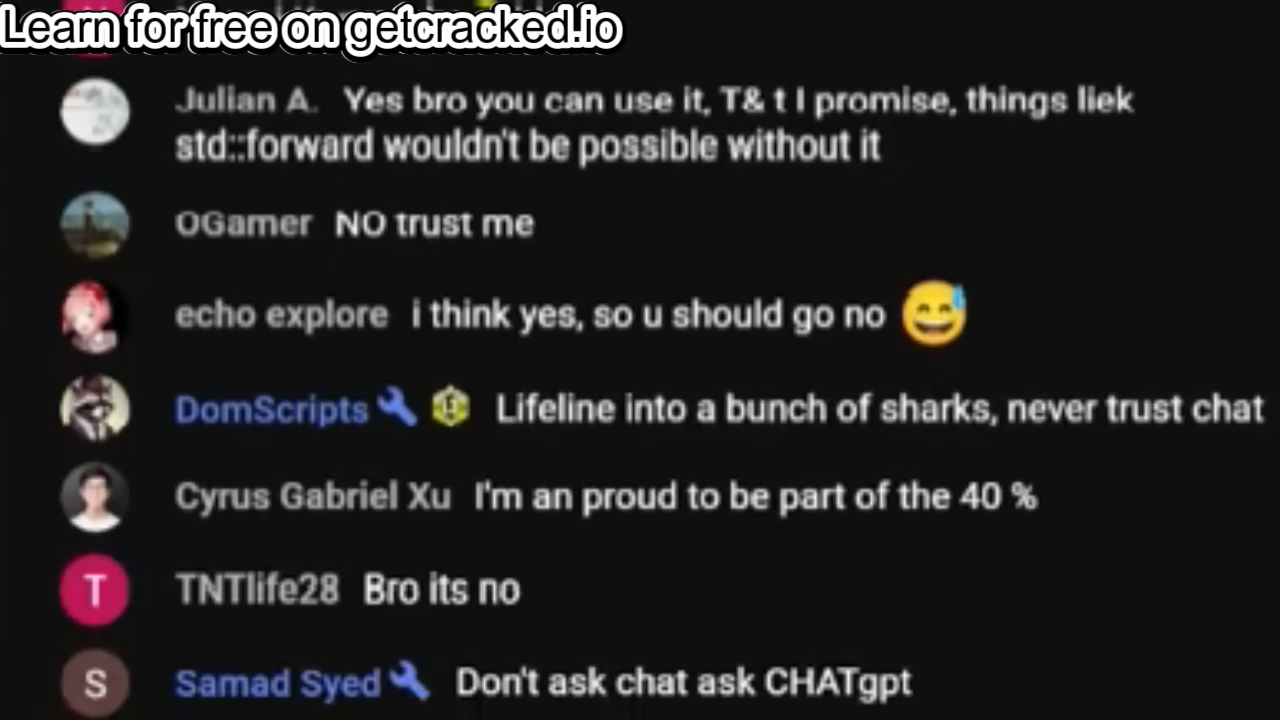 Learn for free on getcracked.io
Julian A. Yes bro you can use it, T& t I promise, things liek
std::forward wouldn't be possible without it
OGamer NO trust me
echo explore i think yes, so u should go no 😅
DomScripts Lifeline into a bunch of sharks, never trust chat
Cyrus Gabriel Xu I'm an proud to be part of the 40 %
T TNTlife28 Bro its no
S Samad Syed Don't ask chat ask CHATgpt